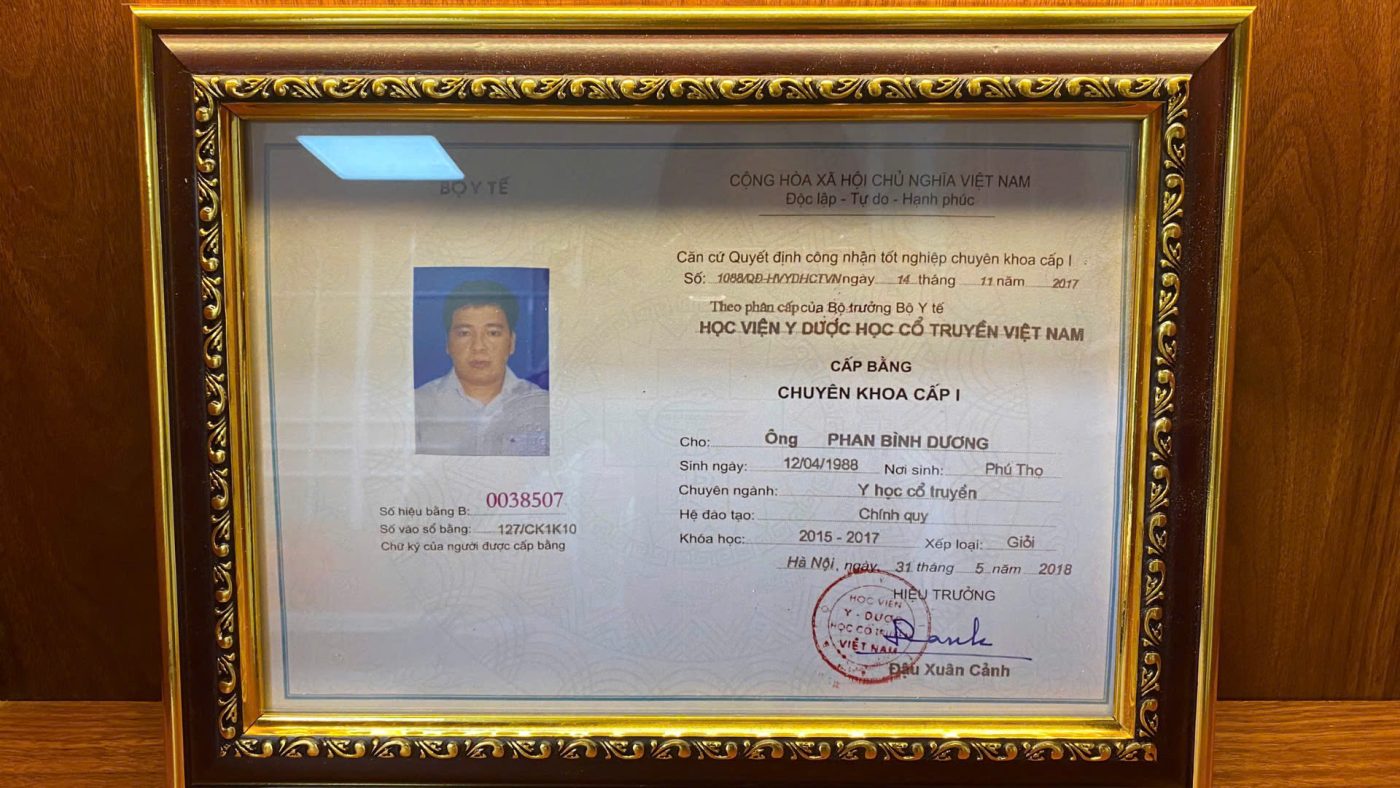 BỘ Y TẾ
Số hiệu bằng B: 0038507
Số vào sổ bằng: 127/CK1K10
Chữ ký của người được cấp bằng
CỘNG HÒA XÃ HỘI CHỦ NGHĨA VIỆT NAM
Độc lập - Tự do - Hạnh phúc
Căn cứ Quyết định công nhận tốt nghiệp chuyên khoa cấp I
Số: 1088/QĐ-HVYDHCTVN ngày 14 tháng 11 năm 2017
Theo phân cấp của Bộ trưởng Bộ Y tế
HỌC VIỆN Y DƯỢC HỌC CỔ TRUYỀN VIỆT NAM
CẤP BẰNG
CHUYÊN KHOA CẤP I
Cho: Ông PHAN BÌNH DƯƠNG
Sinh ngày: 12/04/1988 Nơi sinh: Phú Thọ
Chuyên ngành: Y học cổ truyền
Hệ đào tạo: Chính quy
Khóa học: 2015 - 2017 Xếp loại: Giỏi
Hà Nội, ngày 31 tháng 5 năm 2018
HIỆU TRƯỞNG
HỌC VIỆN
Y - DƯỢC
HỌC CỔ
VIỆT NAM
Đậu Xuân Cảnh